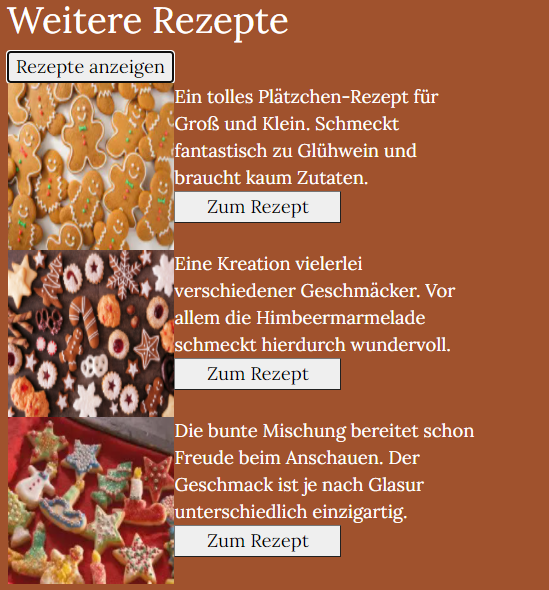 Weitere Rezepte
Rezepte anzeigen
Ein tolles Plätzchen-Rezept für
Groß und Klein. Schmeckt
fantastisch zu Glühwein und
braucht kaum Zutaten.
Zum Rezept
Eine Kreation vielerlei
verschiedener Geschmäcker. Vor
allem die Himbeermarmelade
schmeckt hierdurch wundervoll.
Zum Rezept
Die bunte Mischung bereitet schon
Freude beim Anschauen. Der
Geschmack ist je nach Glasur
unterschiedlich einzigartig.
Zum Rezept